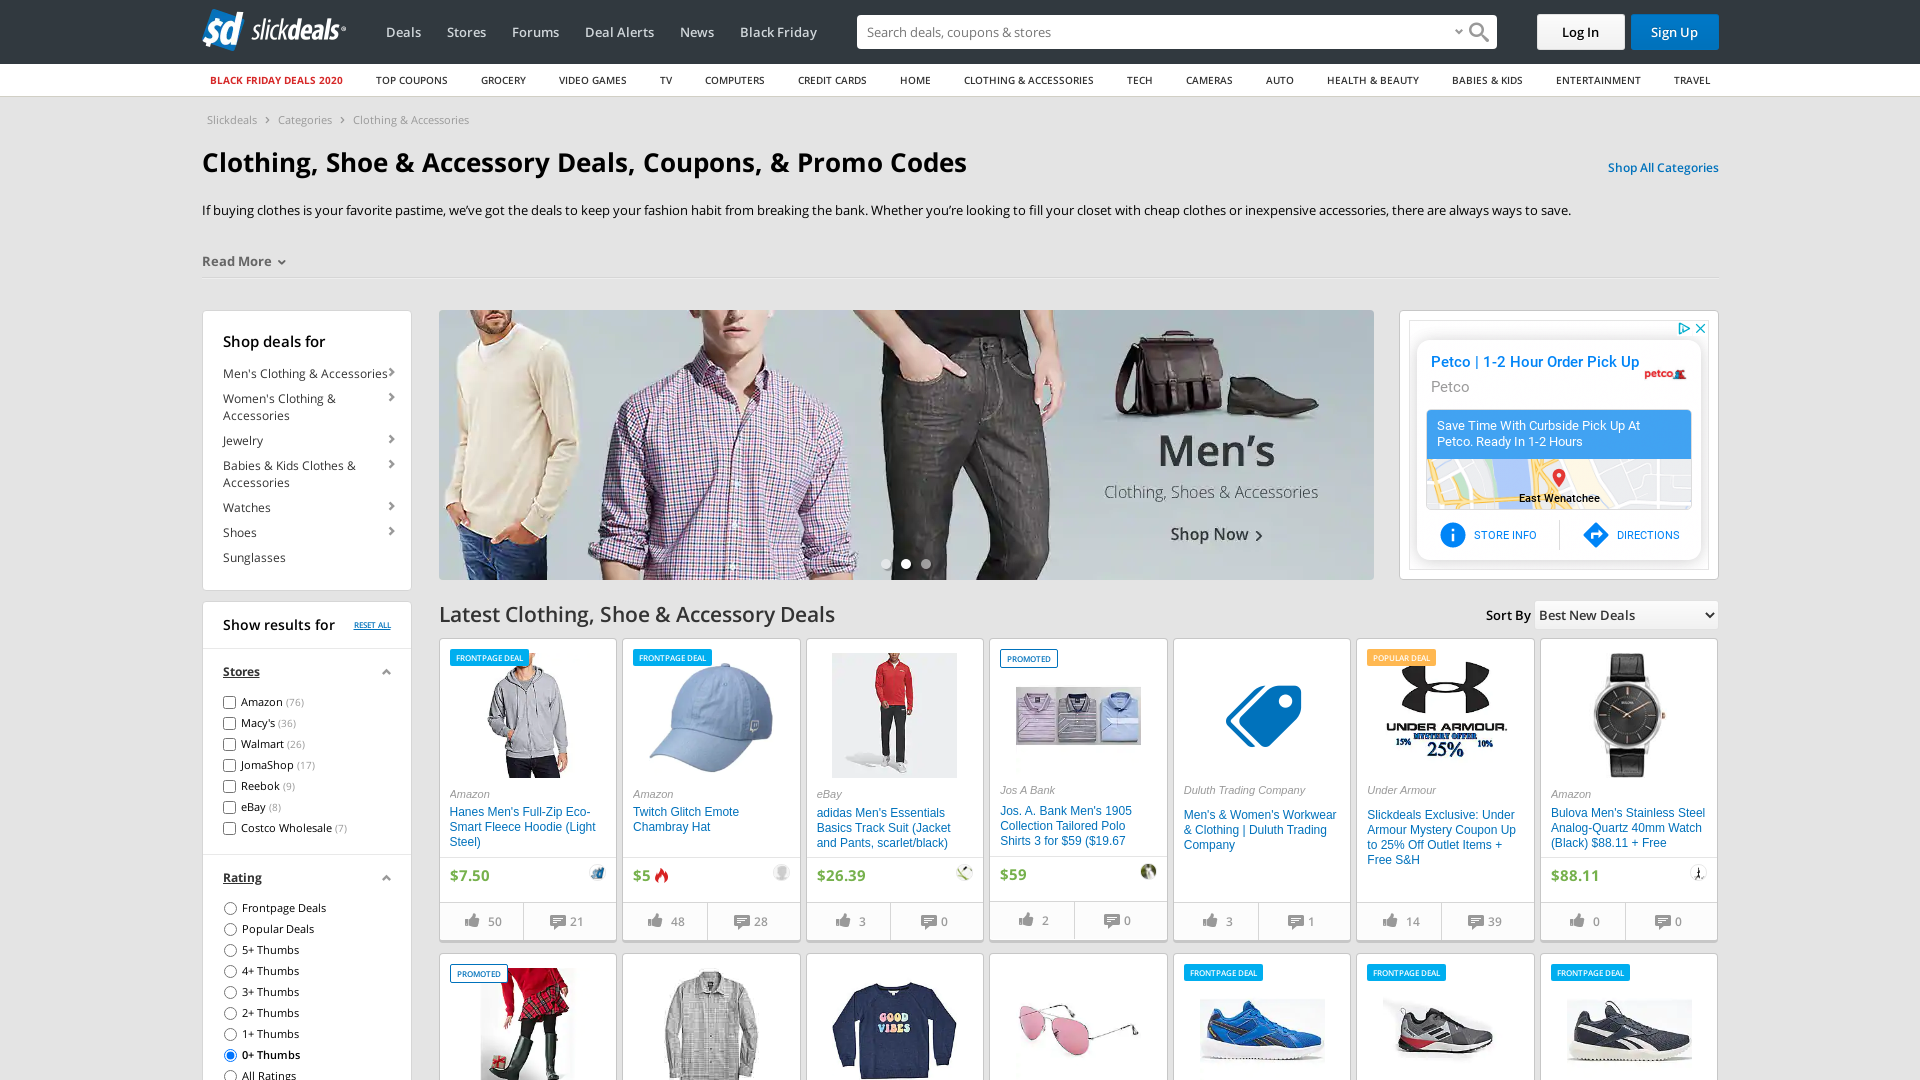 slickdeals
Deals
Stores
Forums
Deal Alerts
News
Black Friday
Search deals, coupons & stores
Log In
Sign Up
BLACK FRIDAY DEALS 2020
TOP COUPONS
GROCERY
VIDEO GAMES
TV
COMPUTERS
CREDIT CARDS
HOME
CLOTHING & ACCESSORIES
TECH
CAMERAS
AUTO
HEALTH & BEAUTY
BABIES & KIDS
ENTERTAINMENT
TRAVEL
Slickdeals > Categories > Clothing & Accessories
Clothing, Shoe & Accessory Deals, Coupons, & Promo Codes
Shop All Categories
If buying clothes is your favorite pastime, we’ve got the deals to keep your fashion habit from breaking the bank. Whether you’re looking to fill your closet with cheap clothes or inexpensive accessories, there are always ways to save.
Read More
Shop deals for
Men's Clothing & Accessories
Women's Clothing &
Accessories
Jewelry
Babies & Kids Clothes &
Accessories
Watches
Shoes
Sunglasses
Men’s
Clothing, Shoes & Accessories
Shop Now >
Petco | 1-2 Hour Order Pick Up
Petco
petco
Save Time With Curbside Pick Up At
Petco. Ready In 1-2 Hours
East Wenatchee
STORE INFO
DIRECTIONS
Show results for
RESET ALL
Stores
Amazon (76)
Macy's (36)
Walmart (26)
JomaShop (17)
Reebok (9)
eBay (8)
Costco Wholesale (7)
Rating
Frontpage Deals
Popular Deals
5+ Thumbs
4+ Thumbs
3+ Thumbs
2+ Thumbs
1+ Thumbs
0+ Thumbs
All Ratings
Latest Clothing, Shoe & Accessory Deals
Sort By
Best New Deals
FRONTPAGE DEAL
Amazon
Hanes Men's Full-Zip Eco-
Smart Fleece Hoodie (Light
Steel)
$7.50
50
21
FRONTPAGE DEAL
Amazon
Twitch Glitch Emote
Chambray Hat
$5
48
28
eBay
adidas Men's Essentials
Basics Track Suit (Jacket
and Pants, scarlet/black)
$26.39
3
0
PROMOTED
Jos A Bank
Jos. A. Bank Men's 1905
Collection Tailored Polo
Shirts 3 for $59 ($19.67
$59
2
0
Duluth Trading Company
Men's & Women's Workwear
& Clothing | Duluth Trading
Company
3
1
POPULAR DEAL
UNDER ARMOUR
15%
MYSTERY OFFER
25%
10%
Under Armour
Slickdeals Exclusive: Under
Armour Mystery Coupon Up
to 25% Off Outlet Items +
Free S&H
14
39
Amazon
Bulova Men's Stainless Steel
Analog-Quartz 40mm Watch
(Black) $88.11 + Free
$88.11
0
0
PROMOTED
GOOD
VIBES
FRONTPAGE DEAL
FRONTPAGE DEAL
FRONTPAGE DEAL